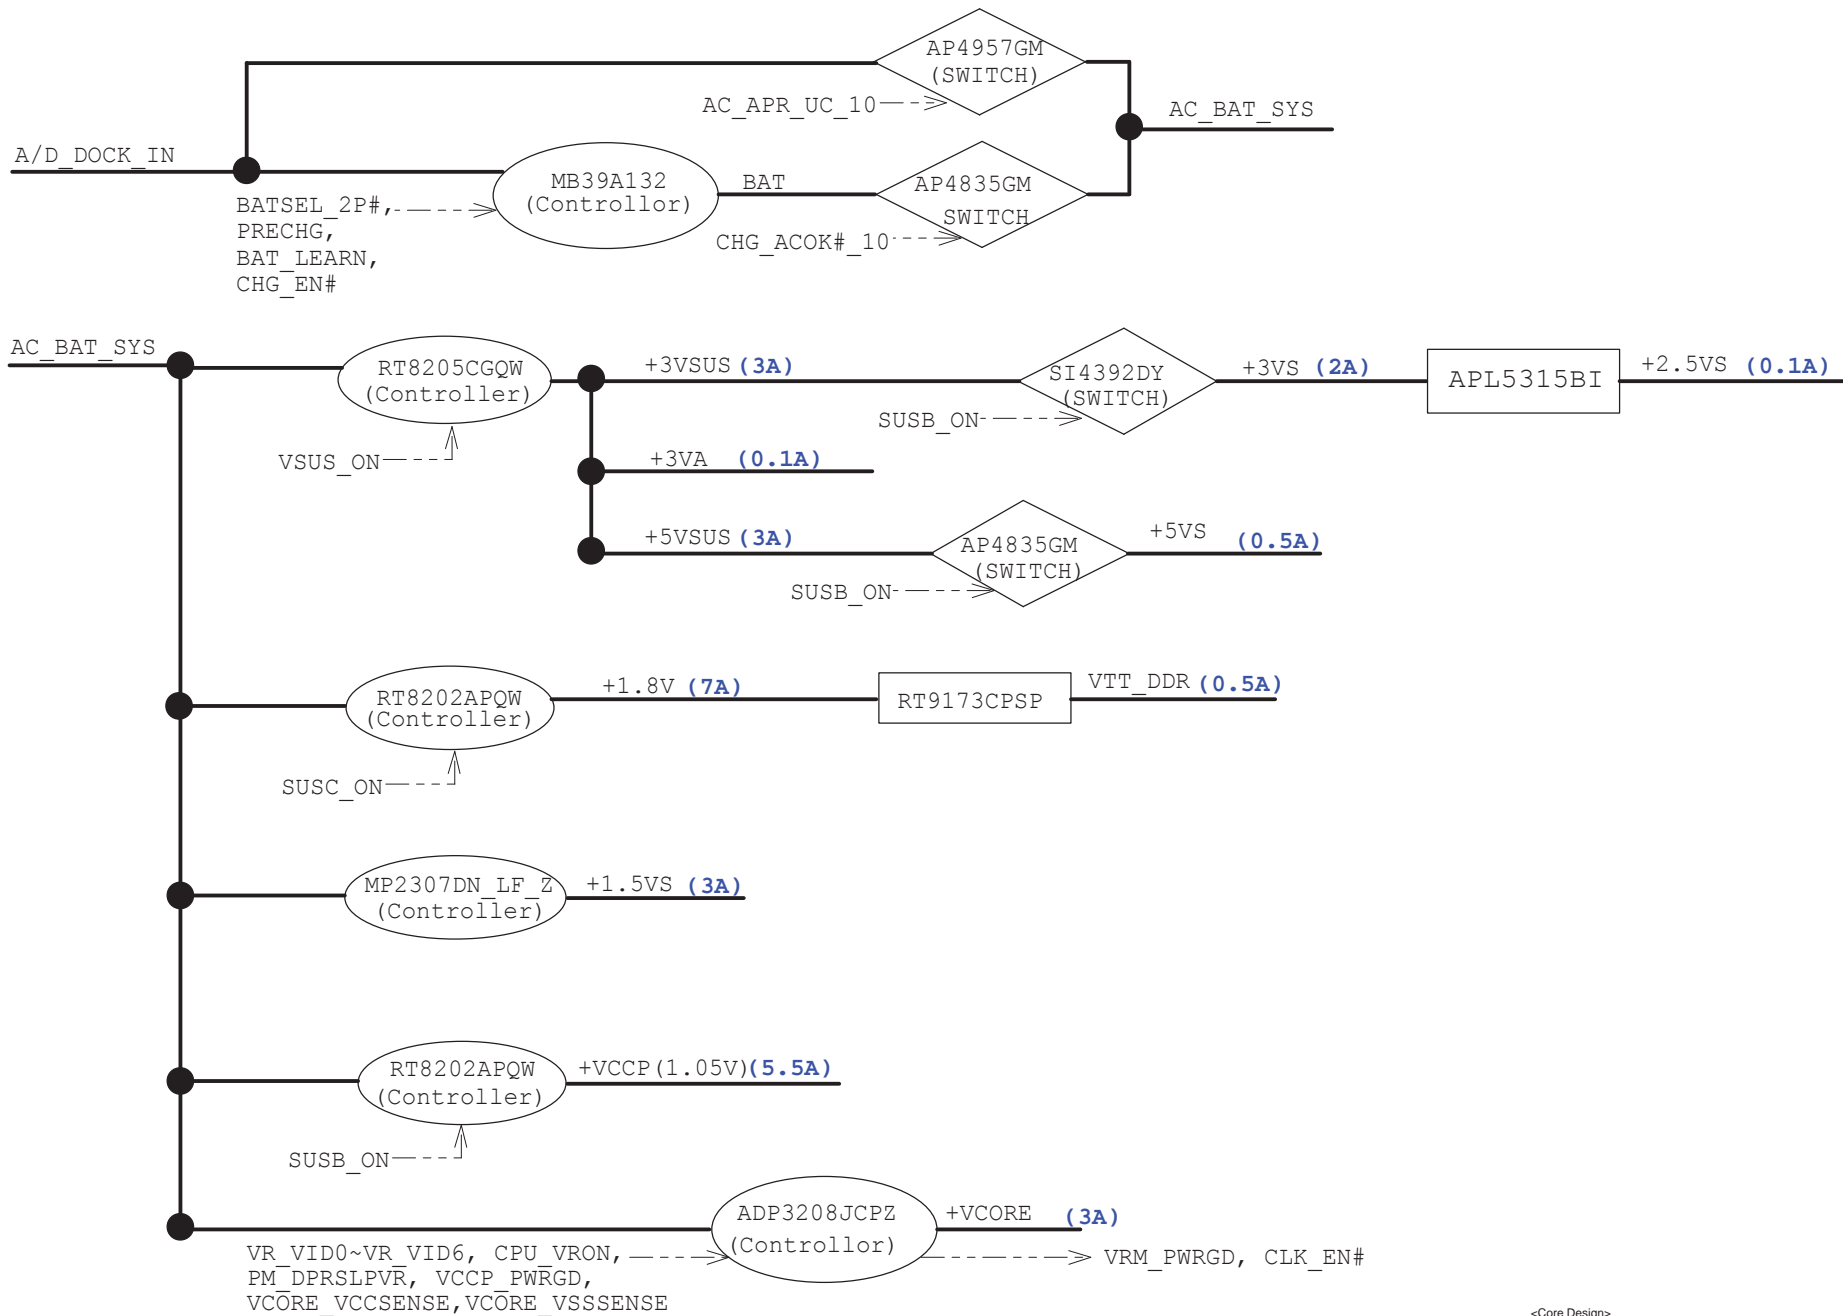 AP4957GM
(SWITCH)
AC_APR_UC_10
AC_BAT_SYS
A/D_DOCK_IN
MB39A132
(Controllor)
BAT
AP4835GM
SWITCH
BATSEL_2P#,
PRECHG,
BAT_LEARN,
CHG_EN#
CHG_ACOK#_10
AC_BAT_SYS
RT8205CGQW
(Controller)
+3VSUS (3A)
SI4392DY
(SWITCH)
+3VS (2A)
APL5315BI
+2.5VS (0.1A)
SUSB_ON
VSUS_ON
+3VA (0.1A)
+5VSUS (3A)
AP4835GM
(SWITCH)
+5VS (0.5A)
SUSB_ON
RT8202APQW
(Controller)
+1.8V (7A)
RT9173CPSP
VTT_DDR (0.5A)
SUSC_ON
MP2307DN_LF_Z
(Controller)
+1.5VS (3A)
RT8202APQW
(Controller)
+VCCP(1.05V) (5.5A)
SUSB_ON
ADP3208JCPZ
(Controllor)
+VCORE (3A)
VR_VID0~VR_VID6, CPU_VRON,
PM_DPRSLPVR, VCCP_PWRGD,
VCORE_VCCSENSE,VCORE_VSSSENSE
VRM_PWRGD, CLK_EN#
<Core Design>